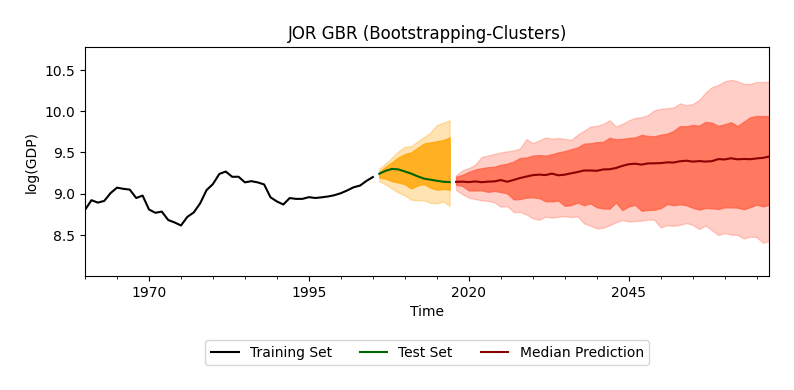 JOR GBR (Bootstrapping-Clusters)
log(GDP)
10.5
10.0
9.5
9.0
8.5
1970 1995 2020 2045
Time
Training Set Test Set Median Prediction